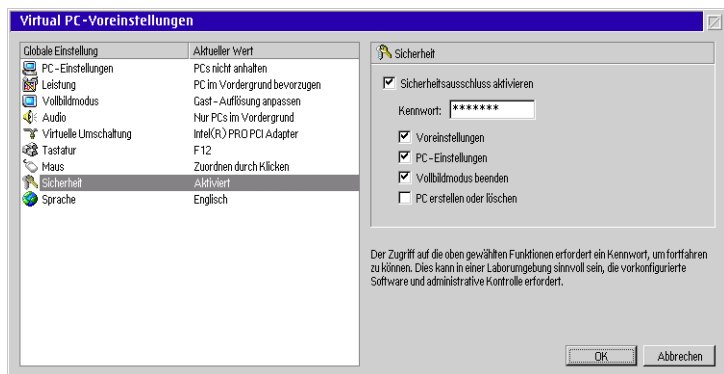 Virtual PC-Voreinstellungen
Globale Einstellung Aktueller Wert
PC-Einstellungen PCs nicht anhalten
Leistung PC im Vordergrund bevorzugen
Vollbildmodus Gast-Auflösung anpassen
Audio Nur PCs im Vordergrund
Virtuelle Umschaltung Intel(R) PRO PCI Adapter
Tastatur F12
Maus Zuordnen durch Klicken
Sicherheit Aktiviert
Sprache Englisch
Sicherheit
Sicherheitsausschluss aktivieren
Kennwort: *******
Voreinstellungen
PC-Einstellungen
Vollbildmodus beenden
PC erstellen oder löschen
Der Zugriff auf die oben gewählten Funktionen erfordert ein Kennwort, um fortfahren
zu können. Dies kann in einer Laborumgebung sinnvoll sein, die vorkonfigurierte
Software und administrative Kontrolle erfordert.
OK Abbrechen